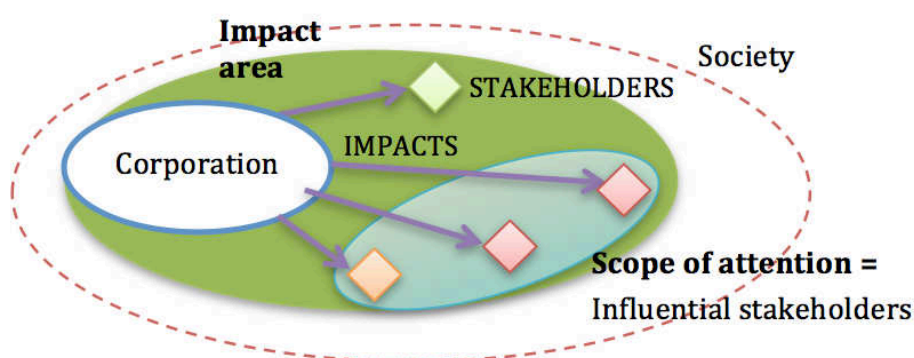 Impact
area
Society
STAKEHOLDERS
IMPACTS
Corporation
Scope of attention =
Influential stakeholders